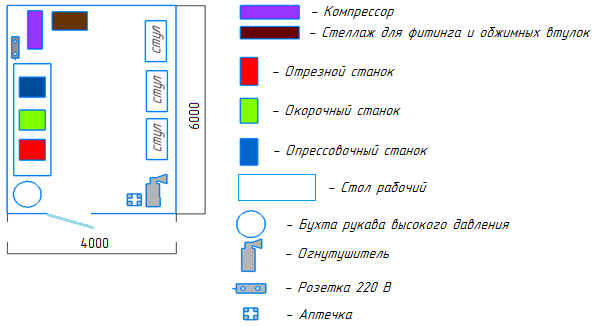 стул
стул
стул
6000
4000
– Компрессор
– Стеллаж для фитинга и обжимных втулок
– Отрезной станок
– Окорочный станок
– Опрессовочный станок
– Стол рабочий
– Бухта рукава высокого давления
– Огнутушитель
– Розетка 220 В
– Аптечка